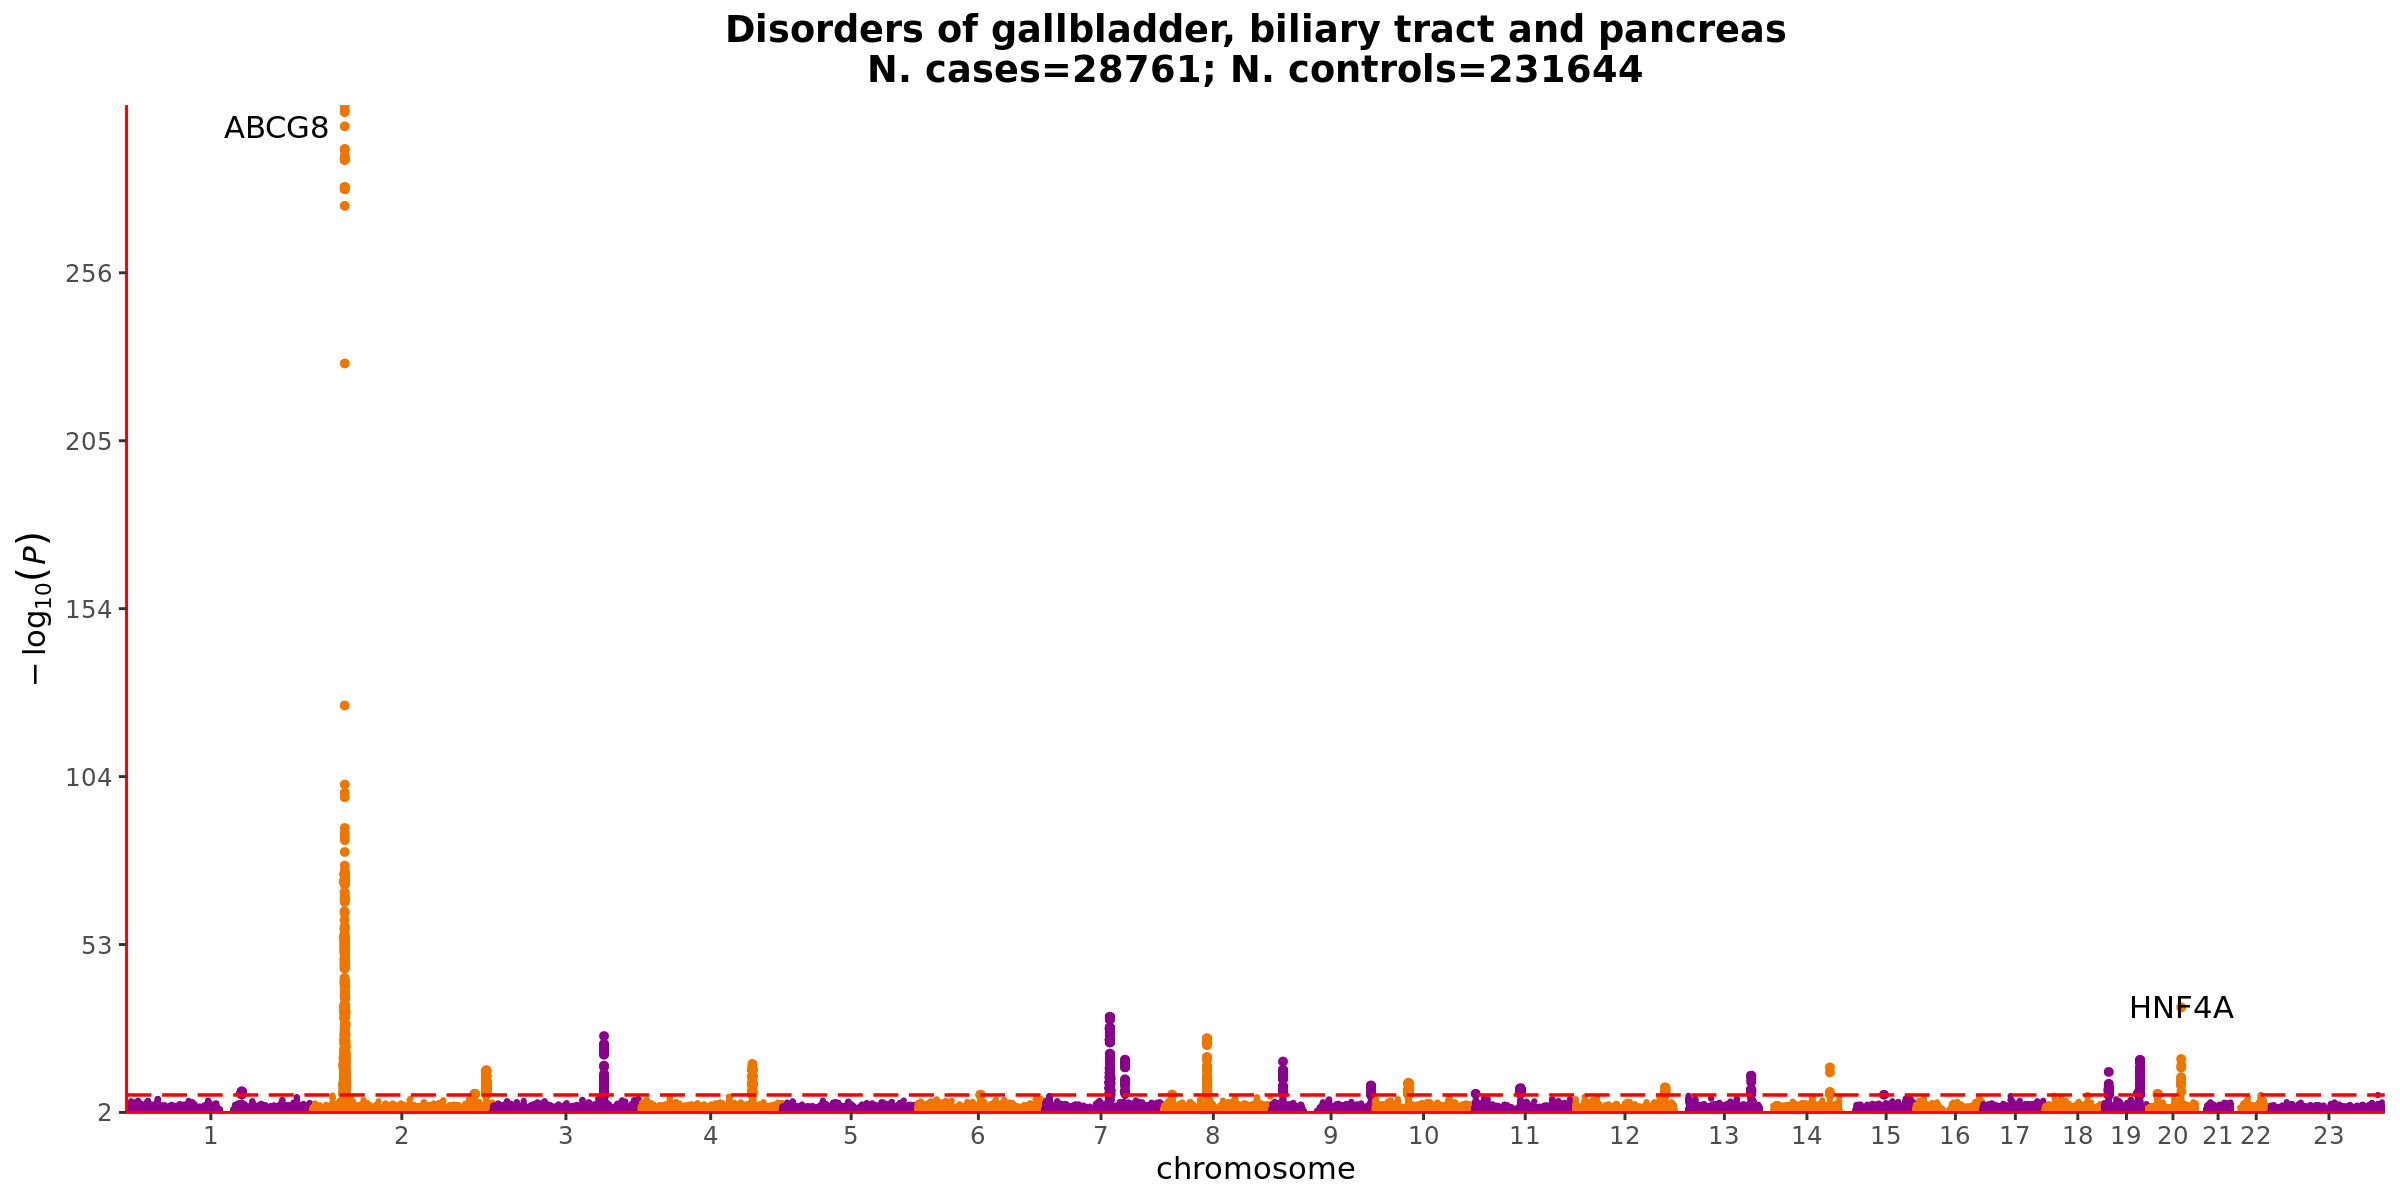 Disorders of gallbladder, biliary tract and pancreas
N. cases=28761; N. controls=231644
ABCG8
256
205
154
104
53
2
−log10(P)
HNF4A
1 2 3 4 5 6 7 8 9 10 11 12 13 14 15 16 17 18 19 20 21 22 23
chromosome